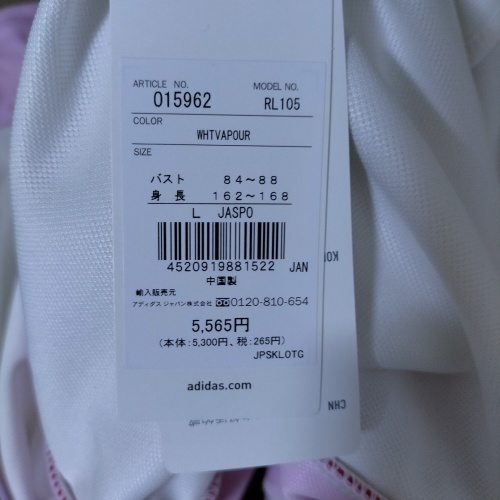 ARTICLE NO. MODEL NO.
015962 RL105
COLOR
WHTVAPOUR
SIZE
バスト 84〜88
身長 162〜168
L JASPO
4520919881522 JAN
中国製
輸入販売元
アディダス ジャパン株式会社 0120-810-654
5,565円
(本体:5,300円、税:265円)
JPSKLOTG
adidas.com
CHN